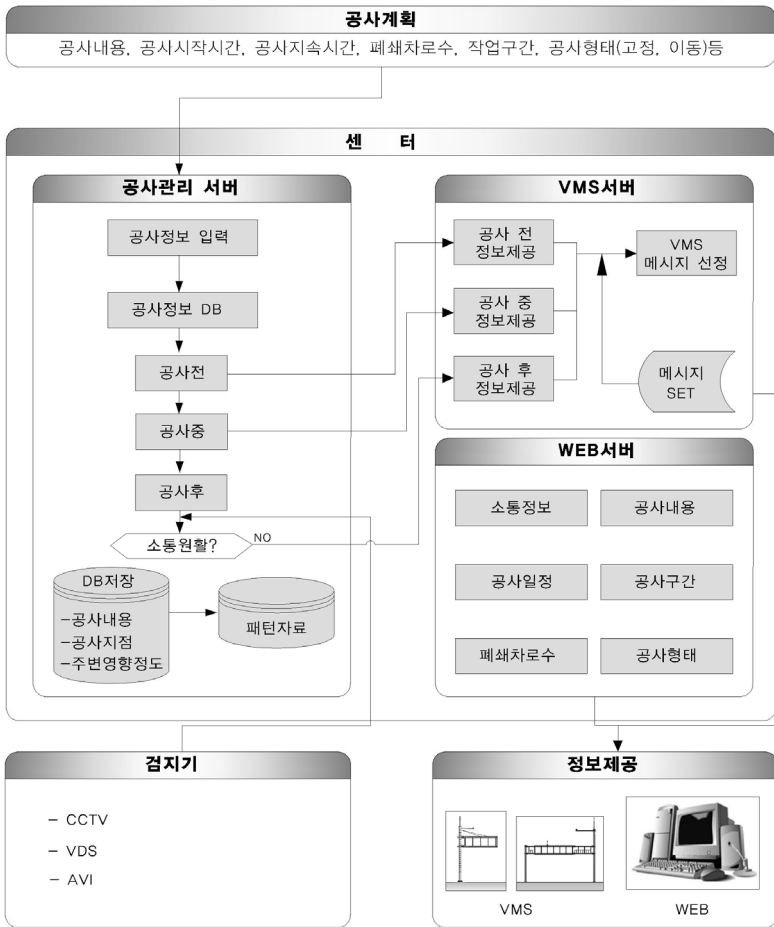 공사계획
공사내용, 공사시작시간, 공사지속시간, 폐쇄차로수, 작업구간, 공사형태(고정, 이동)등
센 터
공사관리 서버
공사정보 입력
공사정보 DB
공사전
공사중
공사후
소통원활?
NO
DB저장
-공사내용
-공사지점
-주변영향정도
패턴자료
VMS서버
공사 전
정보제공
공사 중
정보제공
공사 후
정보제공
VMS
메시지 선정
메시지
SET
WEB서버
소통정보
공사내용
공사일정
공사구간
폐쇄차로수
공사형태
검지기
- CCTV
- VDS
- AVI
정보제공
VMS
WEB